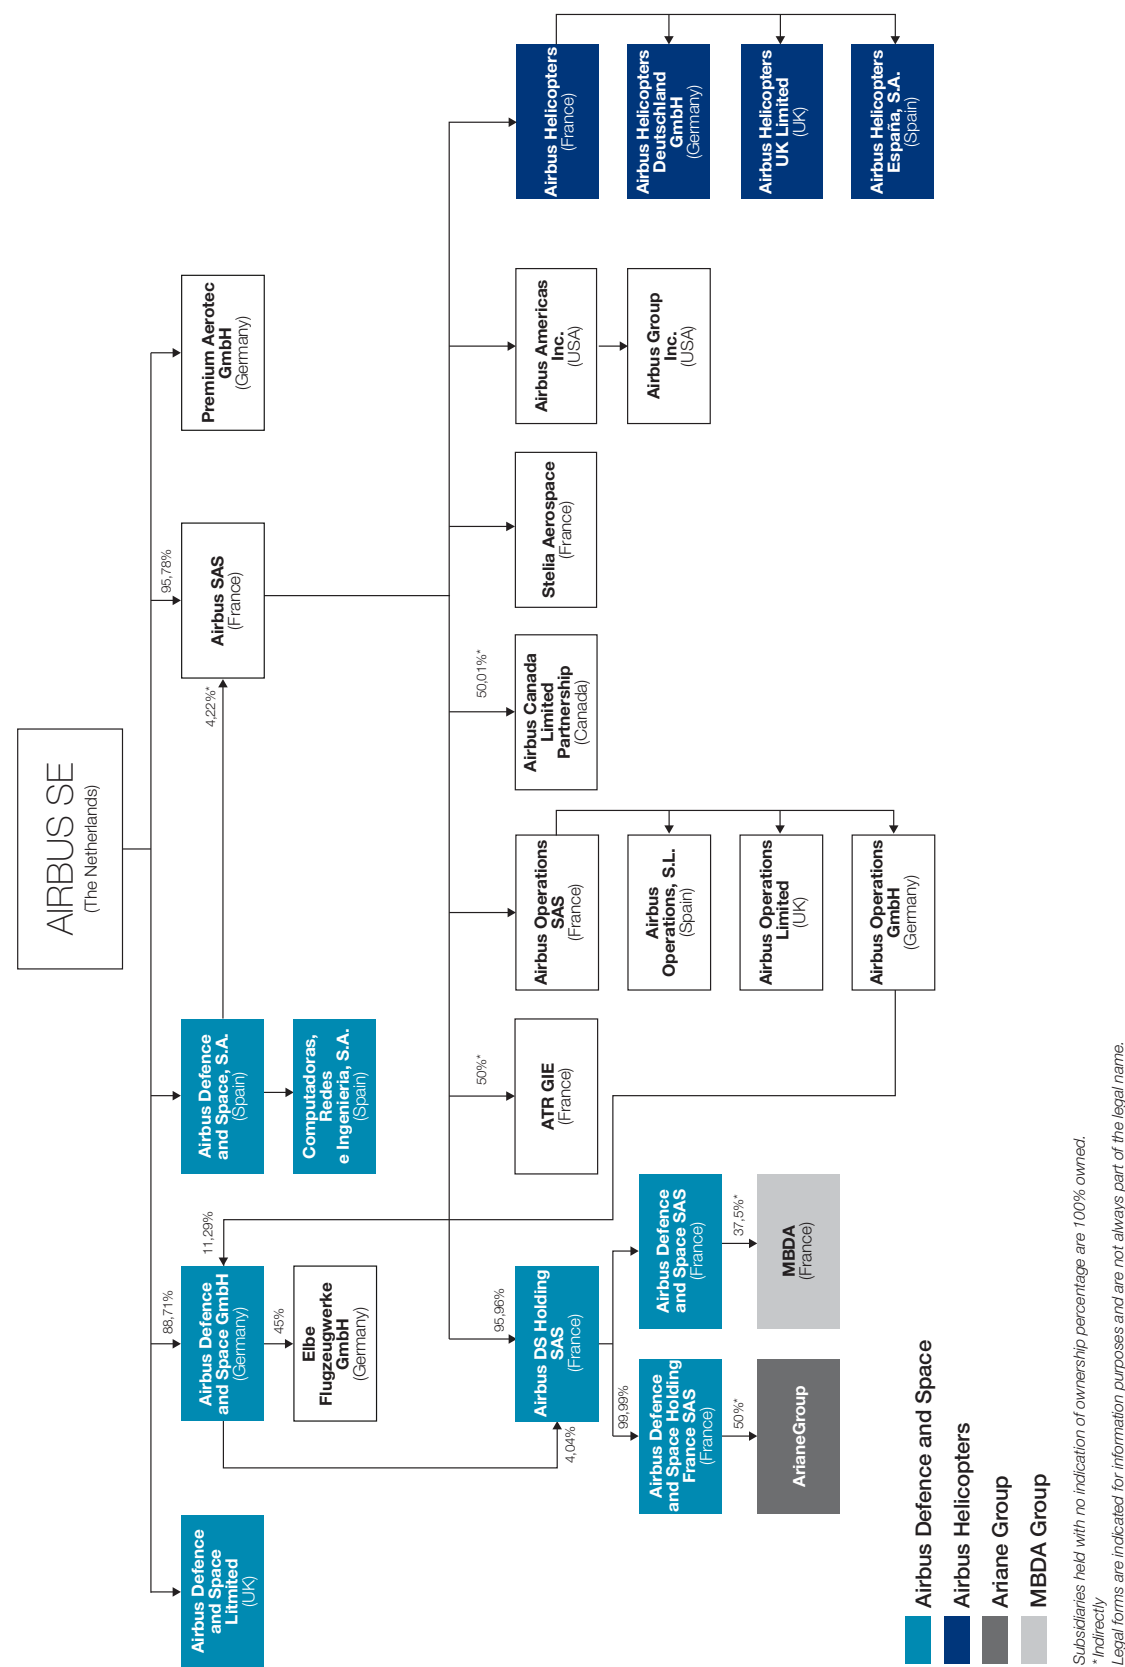 AIRBUS SE
(The Netherlands)
88,71%
95,78%
Airbus Defence
and Space
Litmited
(UK)
Airbus Defence
and Space GmbH
(Germany)
11,29%
Airbus Defence
and Space, S.A.
(Spain)
4,22%*
Airbus SAS
(France)
Premium Aerotec
GmbH
(Germany)
45%
Elbe
Flugzeugwerke
GmbH
(Germany)
Computadoras,
Redes
e Ingenieria, S.A.
(Spain)
95,96%
50%*
50,01%*
4,04%
Airbus DS Holding
SAS
(France)
ATR GIE
(France)
Airbus Operations
SAS
(France)
Airbus Canada
Limited
Partnership
(Canada)
Stelia Aerospace
(France)
Airbus Americas
Inc.
(USA)
Airbus Helicopters
(France)
99,99%
Airbus Defence
and Space Holding
France SAS
(France)
Airbus Defence
and Space SAS
(France)
Airbus
Operations, S.L.
(Spain)
Airbus Group
Inc.
(USA)
Airbus Helicopters
Deutschland
GmbH
(Germany)
50%*
37,5%*
ArianeGroup
MBDA
(France)
Airbus Operations
Limited
(UK)
Airbus Helicopters
UK Limited
(UK)
Airbus Operations
GmbH
(Germany)
Airbus Helicopters
España, S.A.
(Spain)
Airbus Defence and Space
Airbus Helicopters
Ariane Group
MBDA Group
Subsidiaries held with no indication of ownership percentage are 100% owned.
* Indirectly
Legal forms are indicated for information purposes and are not always part of the legal name.